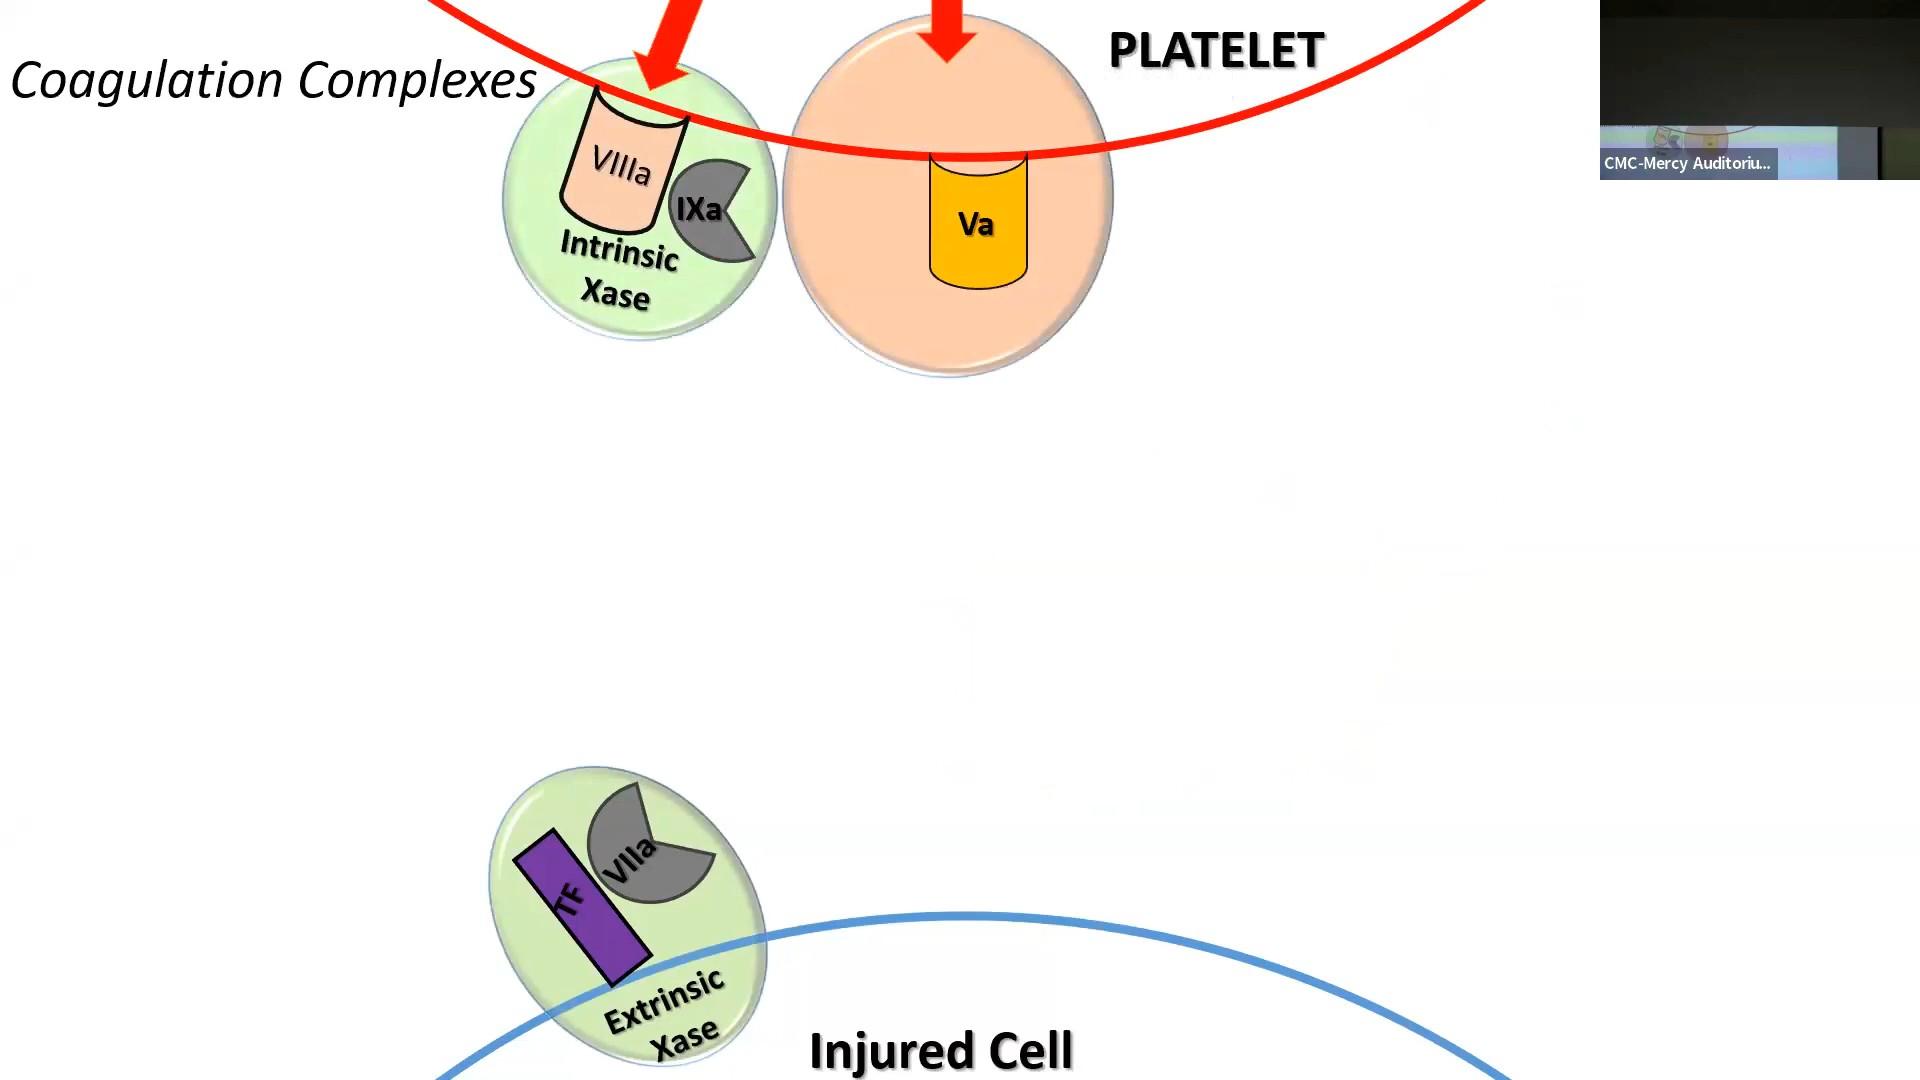 Coagulation Complexes
PLATELET
CMC-Mercy Auditoriu...
VIIIa
IXa
Intrinsic
Xase
Va
TF
VIIa
Extrinsic
Xase
Injured Cell